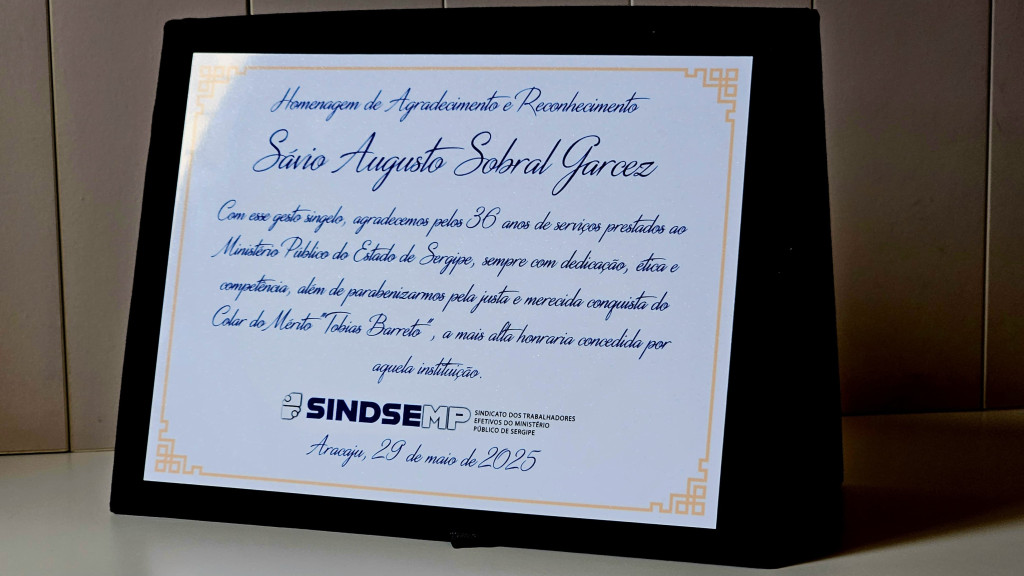 Homenagem de Agradecimento e Reconhecimento
Sávio Augusto Sobral Garcez
Com esse gesto singelo, agradecemos pelos 36 anos de serviços prestados ao
Ministério Público do Estado de Sergipe, sempre com dedicação, ética e
competência, além de parabenizarmos pela justa e merecida conquista do
Colar do Mérito "Tobias Barreto", a mais alta honraria concedida por
aquela instituição.
SINDSEMP
SINDICATO DOS TRABALHADORES
EFETIVOS DO MINISTÉRIO
PÚBLICO DE SERGIPE
Aracaju, 29 de maio de 2025